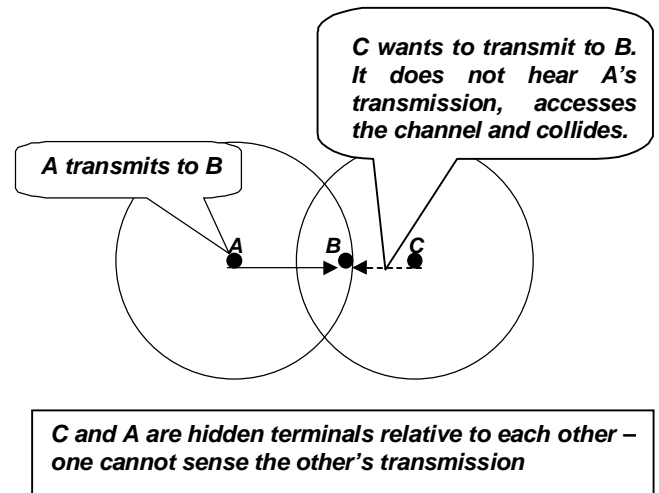 C wants to transmit to B.
It does not hear A's
transmission, accesses
the channel and collides.
A transmits to B
A
B
C
C and A are hidden terminals relative to each other –
one cannot sense the other's transmission